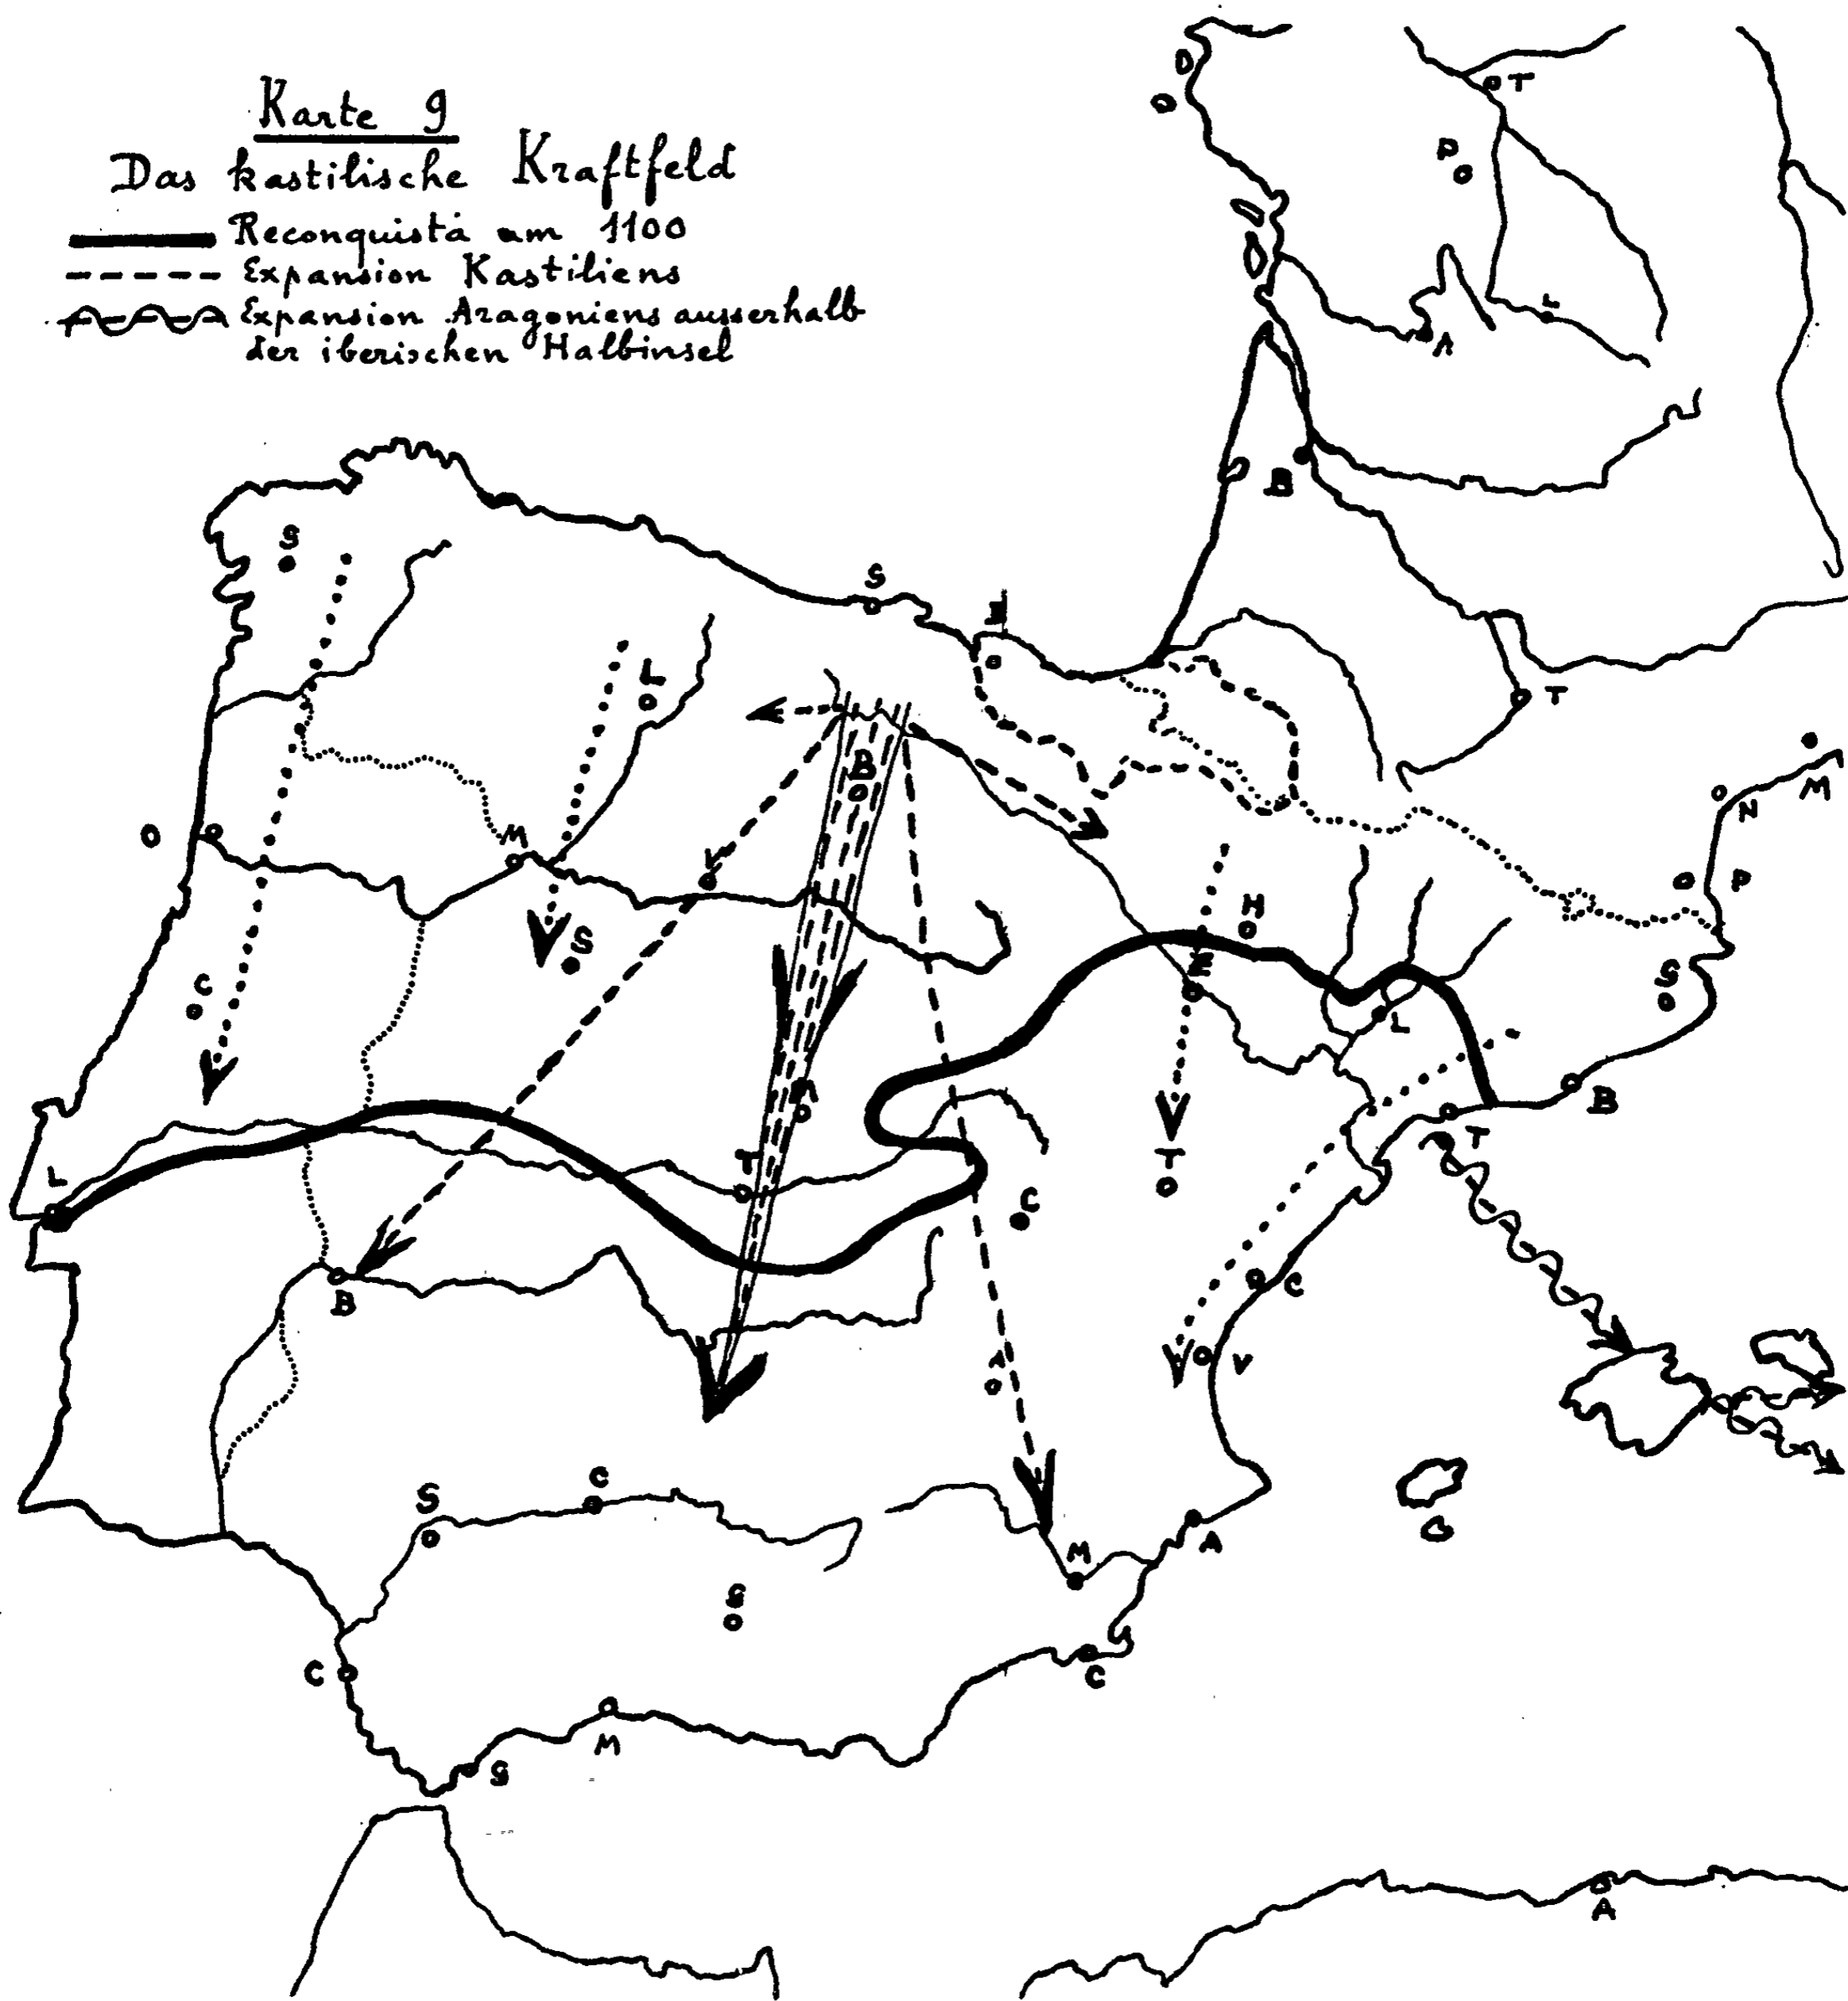 Karte 9
Das kastilische Kraftfeld
Reconquista um 1100
Expansion Kastiliens
Expansion Aragoniens ausserhalb
der iberischen Halbinsel
O
T
P
L
A
B
S
S
L
T
B
M
N
O
M
V
P
H
S
S
C
E
L
M
B
T
T
L
T
C
C
B
A
V
S
C
M
A
S
C
C
M
S
A